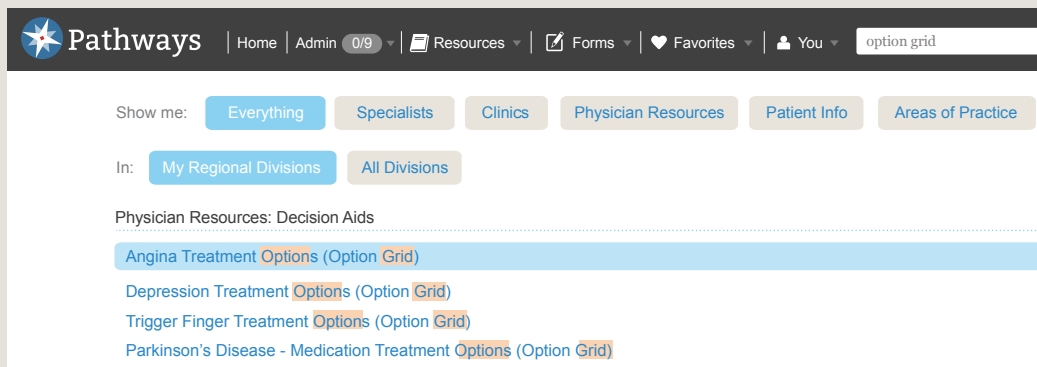 Pathways | Home | Admin 0/9 | Resources | Forms | Favorites | You option grid
Show me: Everything Specialists Clinics Physician Resources Patient Info Areas of Practice
In: My Regional Divisions All Divisions
Physician Resources: Decision Aids
Angina Treatment Options (Option Grid)
Depression Treatment Options (Option Grid)
Trigger Finger Treatment Options (Option Grid)
Parkinson’s Disease - Medication Treatment Options (Option Grid)